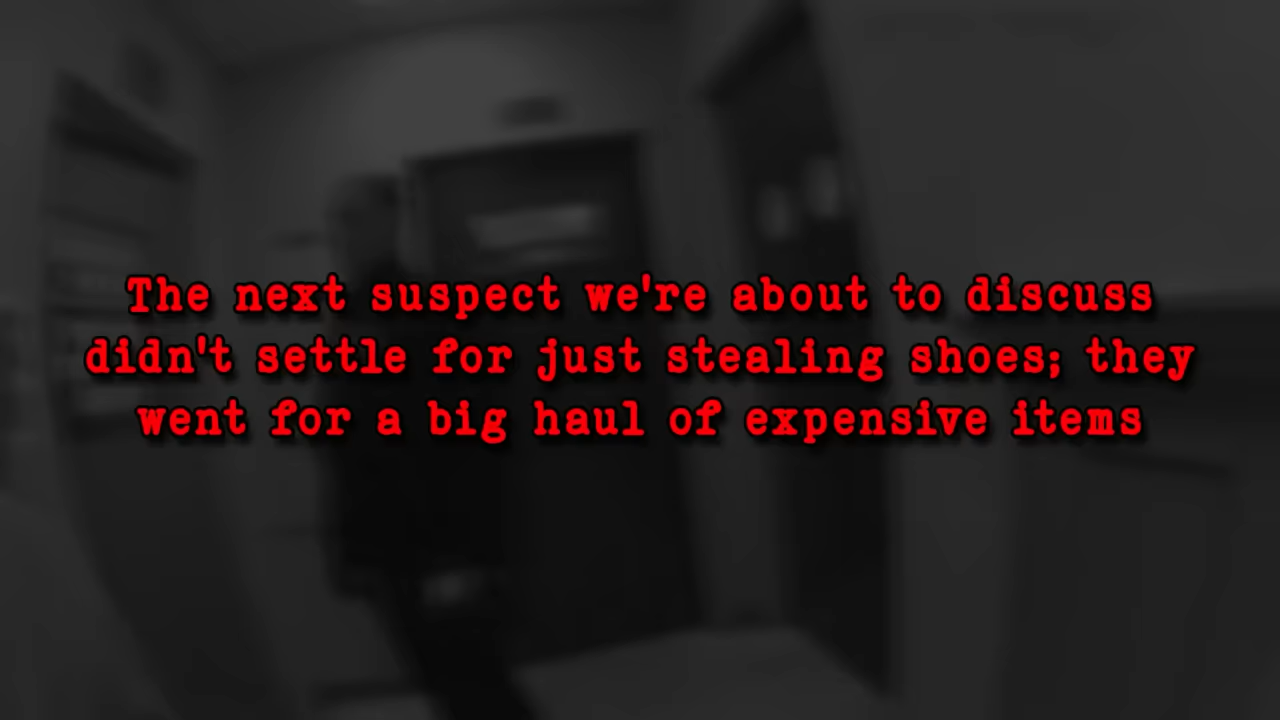 The next suspect we're about to discuss
didn't settle for just stealing shoes; they
went for a big haul of expensive items